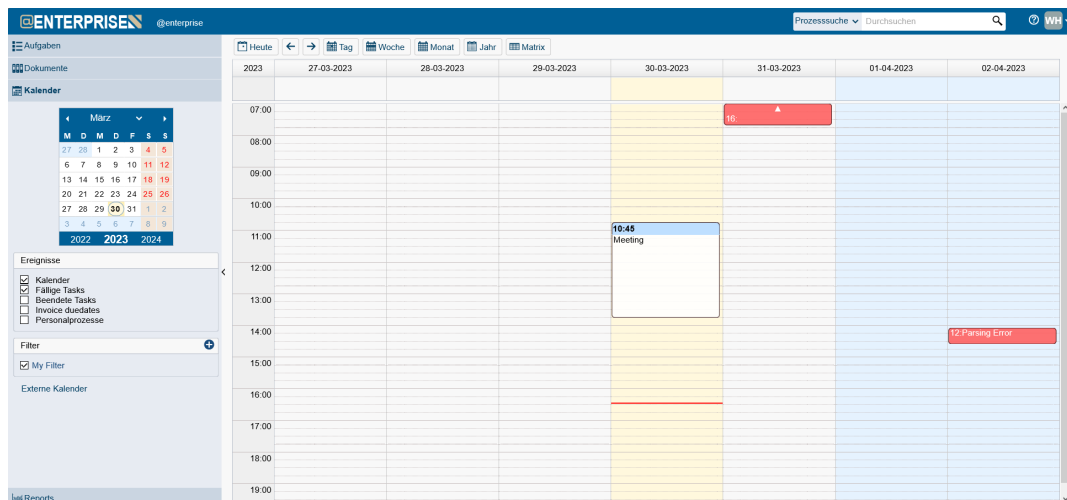 @ENTERPRISE @enterprise Prozesssuche Durchsuchen WH
Aufgaben
Dokumente
Kalender
März
M D M D F S S
27 28 1 2 3 4 5
6 7 8 9 10 11 12
13 14 15 16 17 18 19
20 21 22 23 24 25 26
27 28 29 30 31 1 2
3 4 5 6 7 8 9
2022 2023 2024
Ereignisse
Kalender
Fällige Tasks
Beendete Tasks
Invoice duedates
Personalprozesse
Filter
My Filter
Externe Kalender
Reports
Heute Tag Woche Monat Jahr Matrix
2023 27-03-2023 28-03-2023 29-03-2023 30-03-2023 31-03-2023 01-04-2023 02-04-2023
07:00
16:
08:00
09:00
10:00
10:45
11:00 Meeting
12:00
13:00
14:00 12:Parsing Error
15:00
16:00
17:00
18:00
19:00